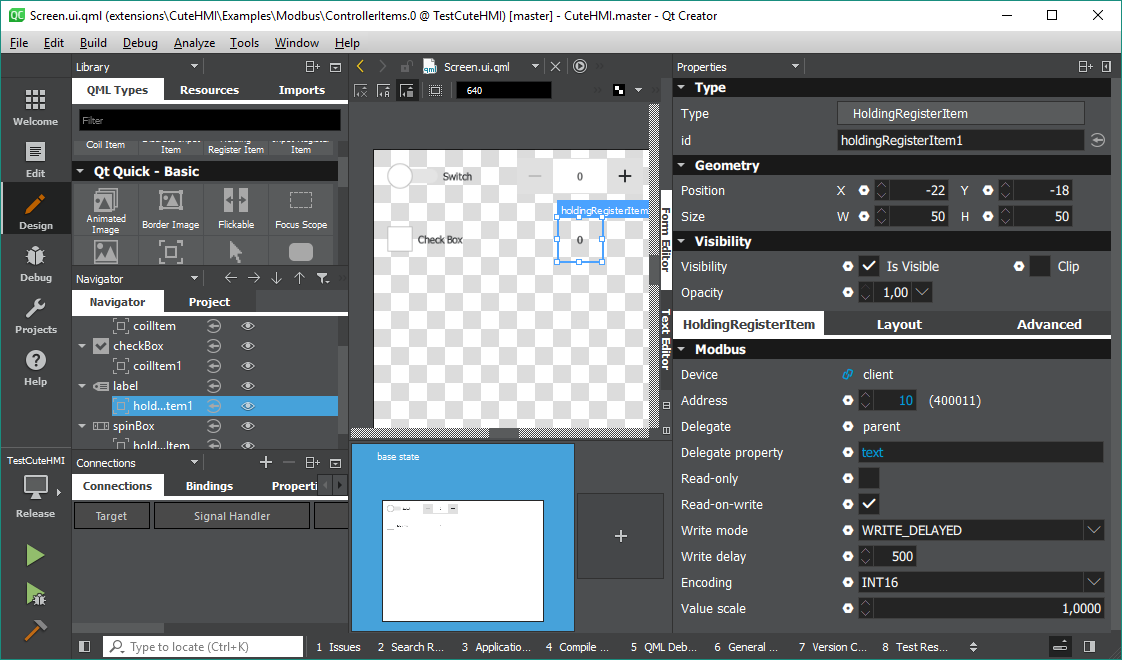 Screen.ui.qml (extensions\CuteHMI\Examples\Modbus\ControllerItems.0 @ TestCuteHMI) [master] - CuteHMI.master - Qt Creator
File Edit Build Debug Analyze Tools Window Help
Welcome
Edit
Design
Debug
Projects
Help
TestCuteHMI
Release
Library
QML Types Resources Imports
Filter
Coil Item
Item
Register Item
Item
Qt Quick - Basic
Animated Image
Border Image
Flickable
Focus Scope
Navigator
Navigator Project
coilItem
checkBox
coilItem1
label
hold...tem1
spinBox
hold...Item
Connections
Connections Bindings Properti
Target Signal Handler
Screen.ui.qml
640
Switch
0
holdingRegisterItem
Check Box
0
Form Editor
Text Editor
base state
Properties
Type
Type HoldingRegisterItem
id holdingRegisterItem1
Geometry
Position X -22 Y -18
Size W 50 H 50
Visibility
Visibility Is Visible Clip
Opacity 1,00
HoldingRegisterItem Layout Advanced
Modbus
Device client
Address 10 (400011)
Delegate parent
Delegate property text
Read-only
Read-on-write
Write mode WRITE_DELAYED
Write delay 500
Encoding INT16
Value scale 1,0000
Type to locate (Ctrl+K)
1 Issues 2 Search R... 3 Applicatio... 4 Compile ... 5 QML Deb... 6 General ... 7 Version C... 8 Test Res...